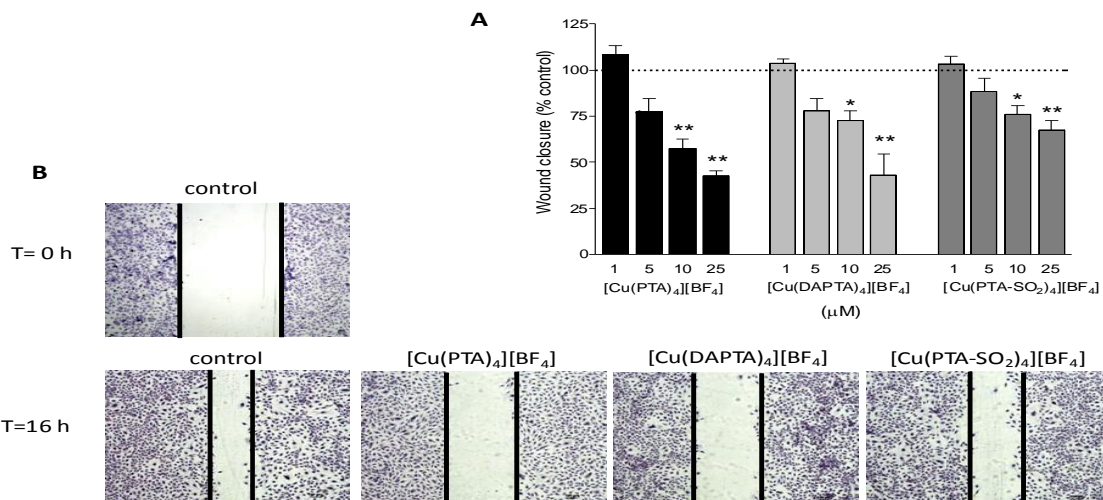 A
125
100
75
50
25
0
Wound closure (% control)
**
**
*
**
*
**
1 5 10 25 1 5 10 25 1 5 10 25
[Cu(PTA)₄][BF₄] [Cu(DAPTA)₄][BF₄] [Cu(PTA-SO₂)₄][BF₄]
(μM)
B
control
T= 0 h
control [Cu(PTA)₄][BF₄] [Cu(DAPTA)₄][BF₄] [Cu(PTA-SO₂)₄][BF₄]
T=16 h